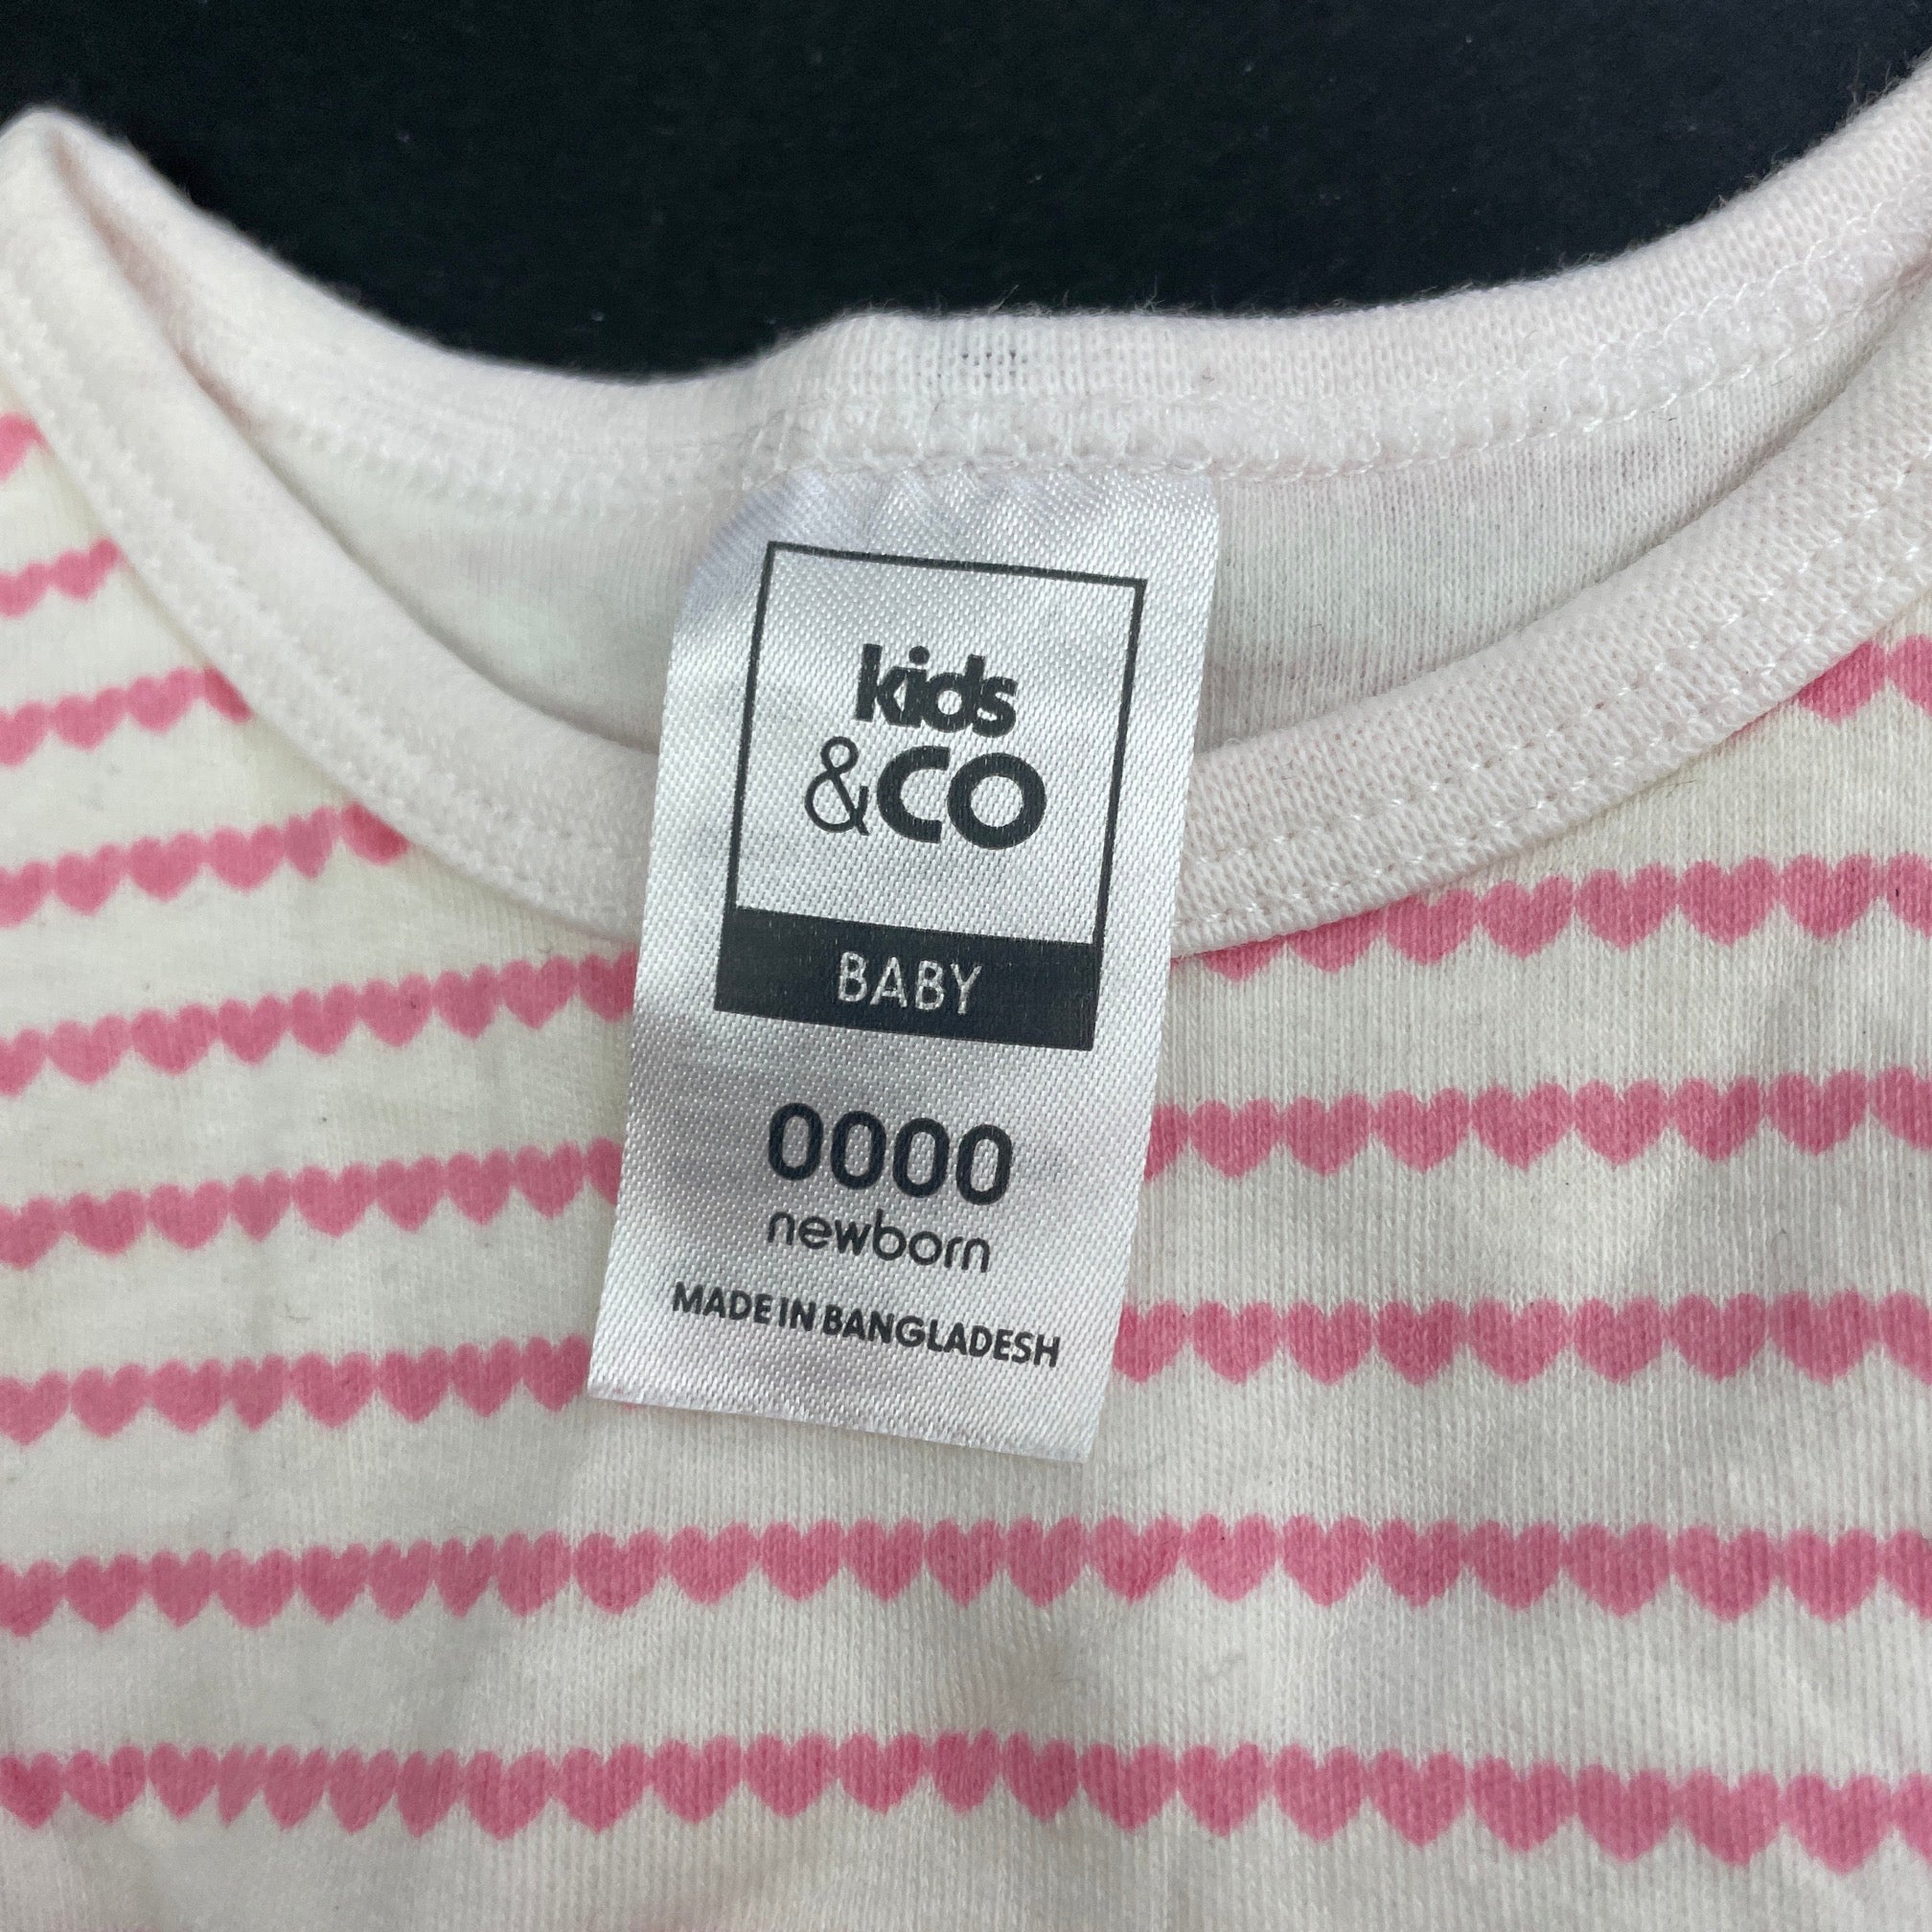 kids
&CO
BABY
0000
newborn
MADE IN BANGLADESH